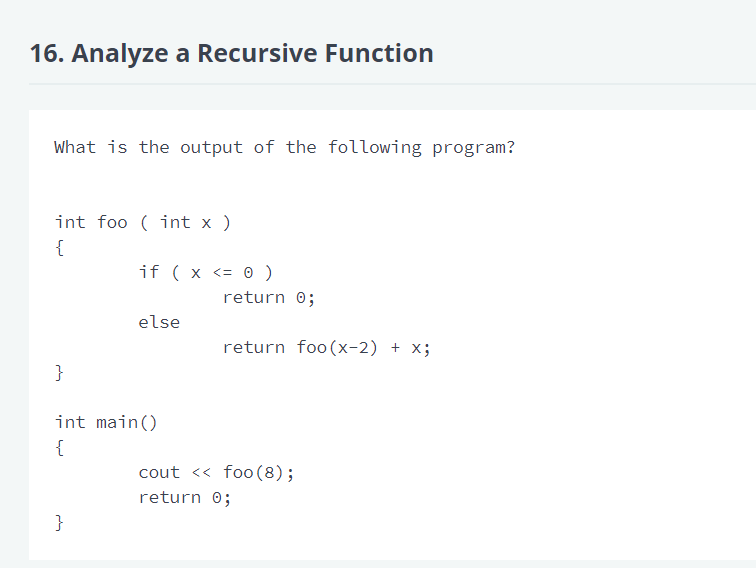 16. Analyze a Recursive Function
What is the output of the following program?
int foo ( int x )
{
        if ( x <= 0 )
                return 0;
        else
                return foo(x-2) + x;
}
int main()
{
        cout << foo(8);
        return 0;
}